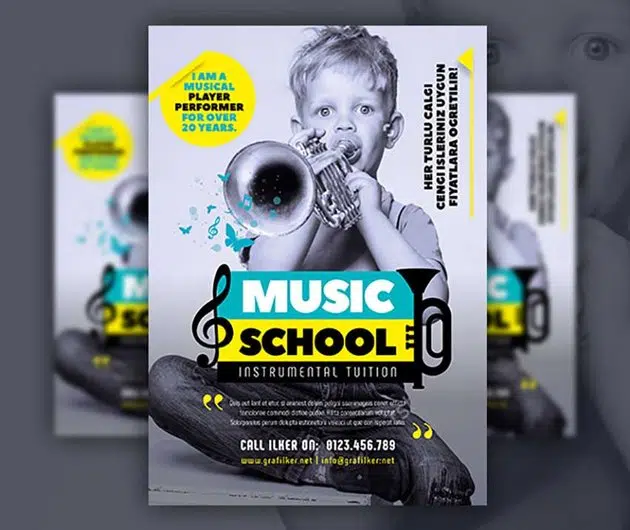 I AM A
MUSICAL
PLAYER
PERFORMER
FOR OVER
20 YEARS.
HER TURLU CALGI
CENGI ISLERINIZ UYGUN
FIYATLARA OGRETILIR!
MUSIC
SCHOOL
INSTRUMENTAL TUITION
CALL ILKER ON: 0123.456.789
www.grafilker.net | info@grafilker.net